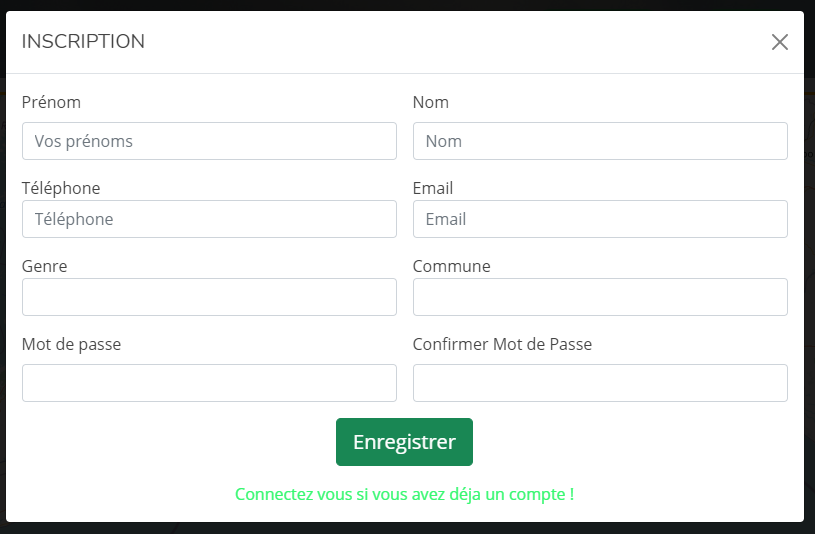 INSCRIPTION
Prénom
Nom
Vos prénoms
Nom
Téléphone
Email
Téléphone
Email
Genre
Commune
Mot de passe
Confirmer Mot de Passe
Enregistrer
Connectez vous si vous avez déja un compte !